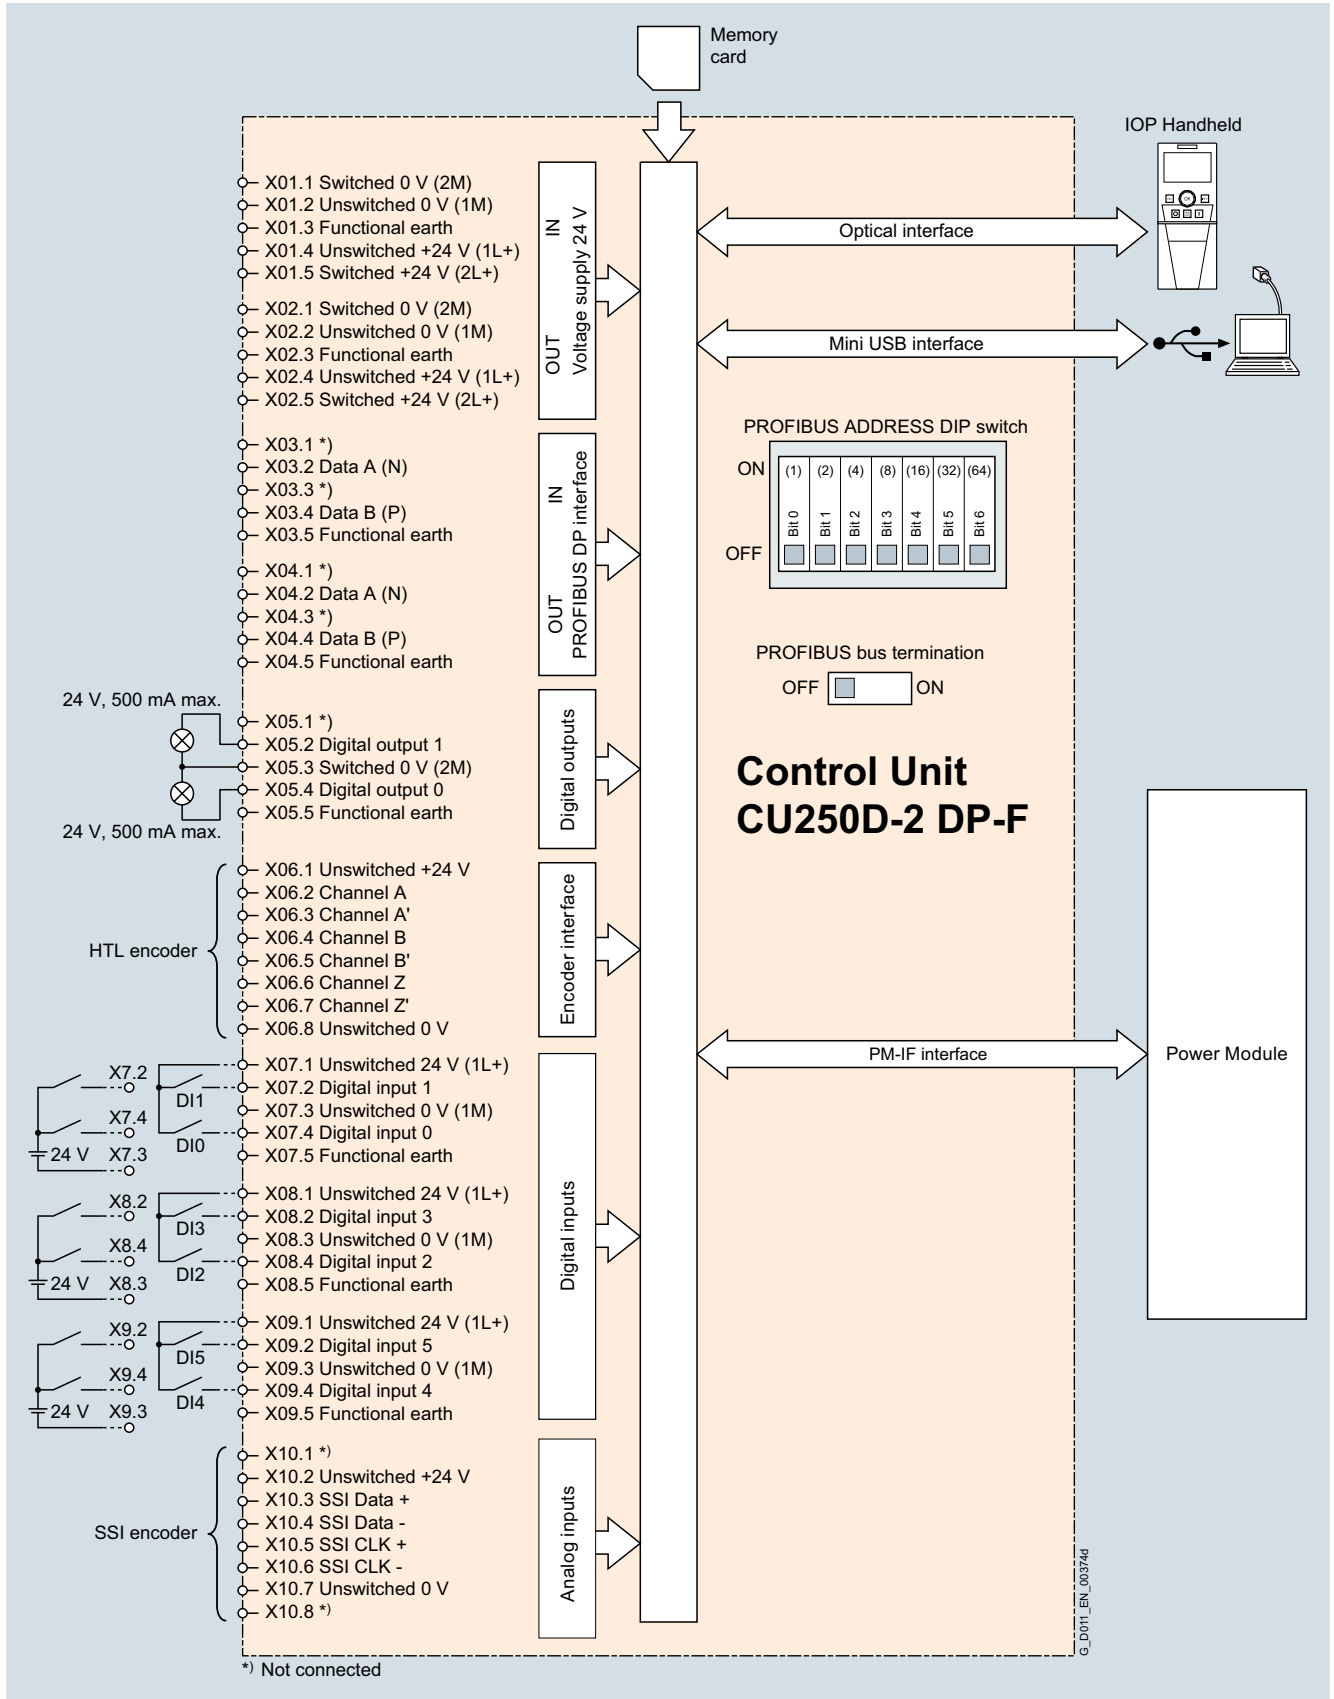 Memory
card
IOP Handheld
X01.1 Switched 0 V (2M)
X01.2 Unswitched 0 V (1M)
X01.3 Functional earth
X01.4 Unswitched +24 V (1L+)
X01.5 Switched +24 V (2L+)
X02.1 Switched 0 V (2M)
X02.2 Unswitched 0 V (1M)
X02.3 Functional earth
X02.4 Unswitched +24 V (1L+)
X02.5 Switched +24 V (2L+)
OUT IN
Voltage supply 24 V
Optical interface
Mini USB interface
X03.1 *)
X03.2 Data A (N)
X03.3 *)
X03.4 Data B (P)
X03.5 Functional earth
X04.1 *)
X04.2 Data A (N)
X04.3 *)
X04.4 Data B (P)
X04.5 Functional earth
OUT IN
PROFIBUS DP interface
PROFIBUS ADDRESS DIP switch
ON (1) (2) (4) (8) (16) (32) (64)
Bit 0 Bit 1 Bit 2 Bit 3 Bit 4 Bit 5 Bit 6
OFF
PROFIBUS bus termination
OFF ON
24 V, 500 mA max.
24 V, 500 mA max.
X05.1 *)
X05.2 Digital output 1
X05.3 Switched 0 V (2M)
X05.4 Digital output 0
X05.5 Functional earth
Digital outputs
Control Unit
CU250D-2 DP-F
HTL encoder
X06.1 Unswitched +24 V
X06.2 Channel A
X06.3 Channel A'
X06.4 Channel B
X06.5 Channel B'
X06.6 Channel Z
X06.7 Channel Z'
X06.8 Unswitched 0 V
Encoder interface
PM-IF interface
Power Module
X7.2
X7.4
24 V X7.3
DI1
DI0
X07.1 Unswitched 24 V (1L+)
X07.2 Digital input 1
X07.3 Unswitched 0 V (1M)
X07.4 Digital input 0
X07.5 Functional earth
X8.2
X8.4
24 V X8.3
DI3
DI2
X08.1 Unswitched 24 V (1L+)
X08.2 Digital input 3
X08.3 Unswitched 0 V (1M)
X08.4 Digital input 2
X08.5 Functional earth
X9.2
X9.4
24 V X9.3
DI5
DI4
X09.1 Unswitched 24 V (1L+)
X09.2 Digital input 5
X09.3 Unswitched 0 V (1M)
X09.4 Digital input 4
X09.5 Functional earth
Digital inputs
SSI encoder
X10.1 *)
X10.2 Unswitched +24 V
X10.3 SSI Data +
X10.4 SSI Data -
X10.5 SSI CLK +
X10.6 SSI CLK -
X10.7 Unswitched 0 V
X10.8 *)
Analog inputs
G_D011_EN_00374d
*) Not connected